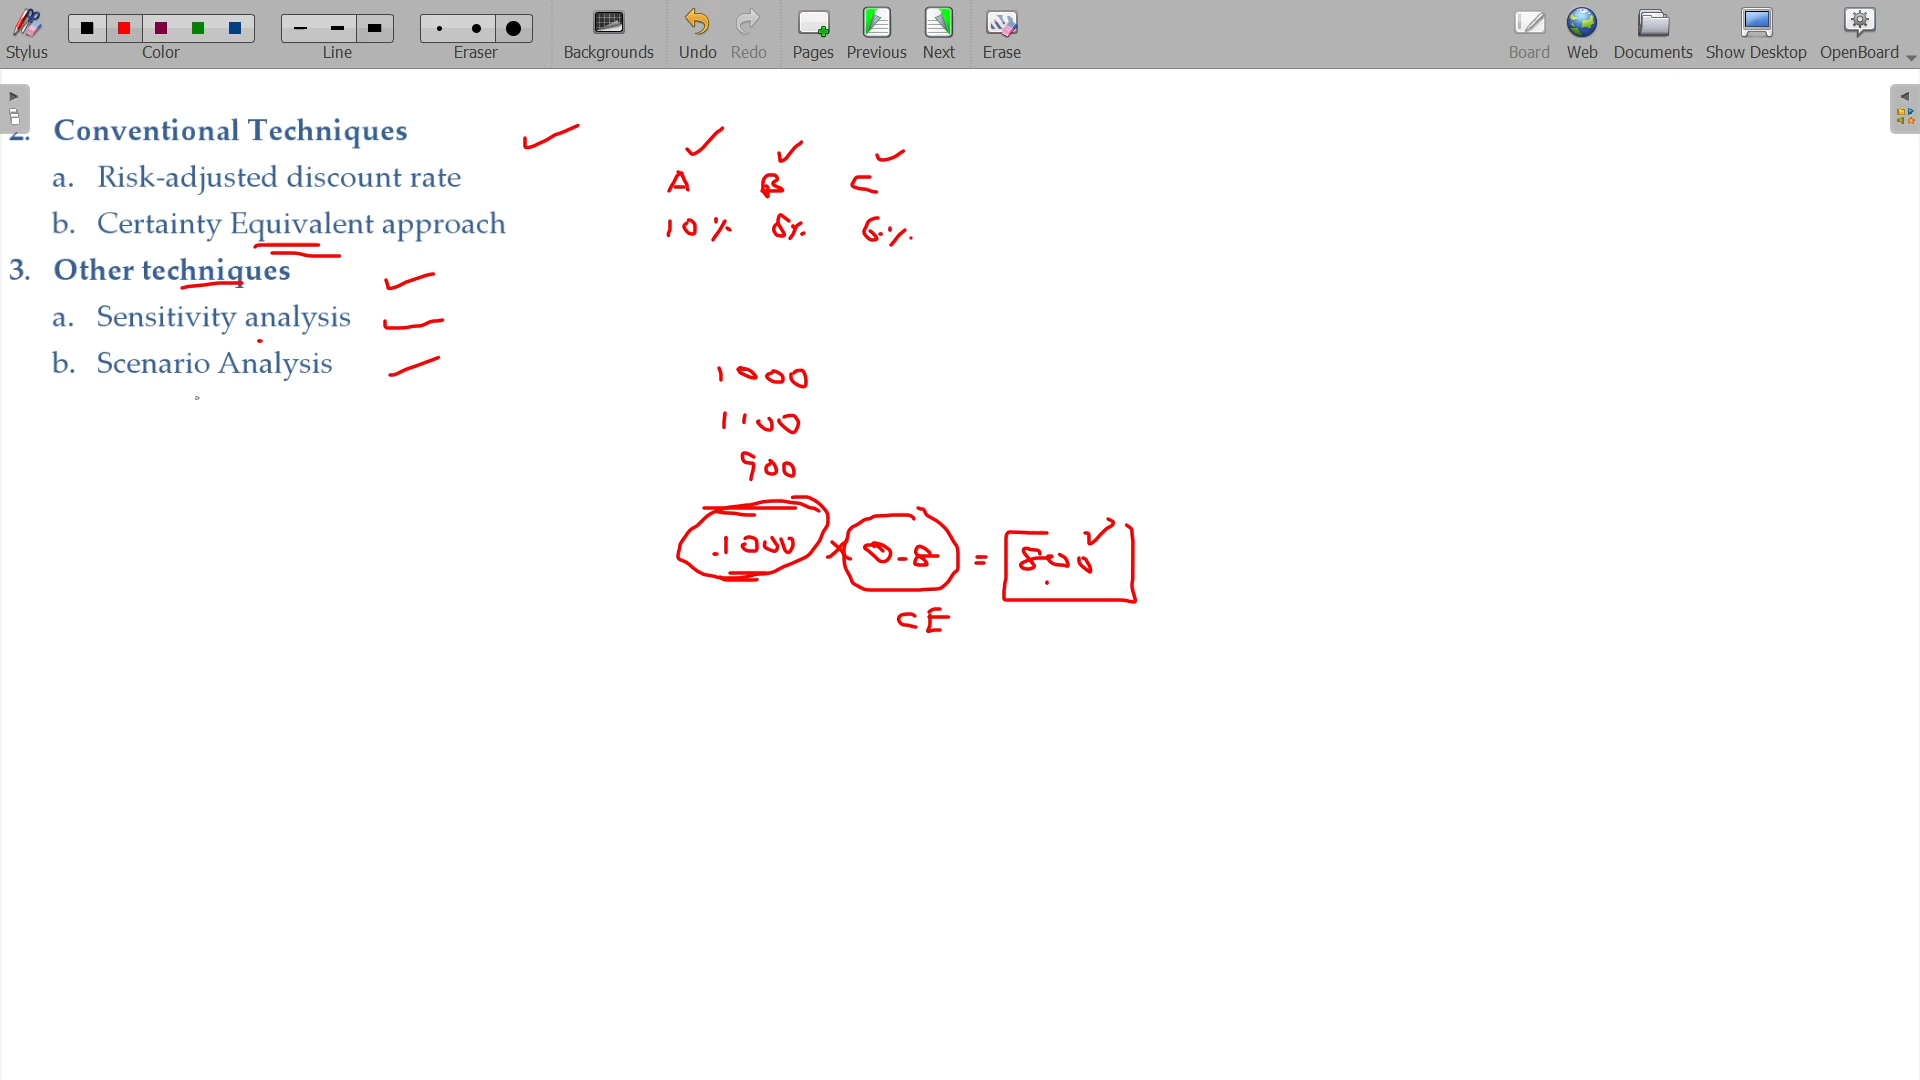 Stylus Color Line Eraser Backgrounds Undo Redo Pages Previous Next Erase Board Web Documents Show Desktop OpenBoard
2. Conventional Techniques
a. Risk-adjusted discount rate
b. Certainty Equivalent approach
3. Other techniques
a. Sensitivity analysis
b. Scenario Analysis
A B C
10% 8% 6%
1000
1100
900
1000 x 0.8 = 800
CE